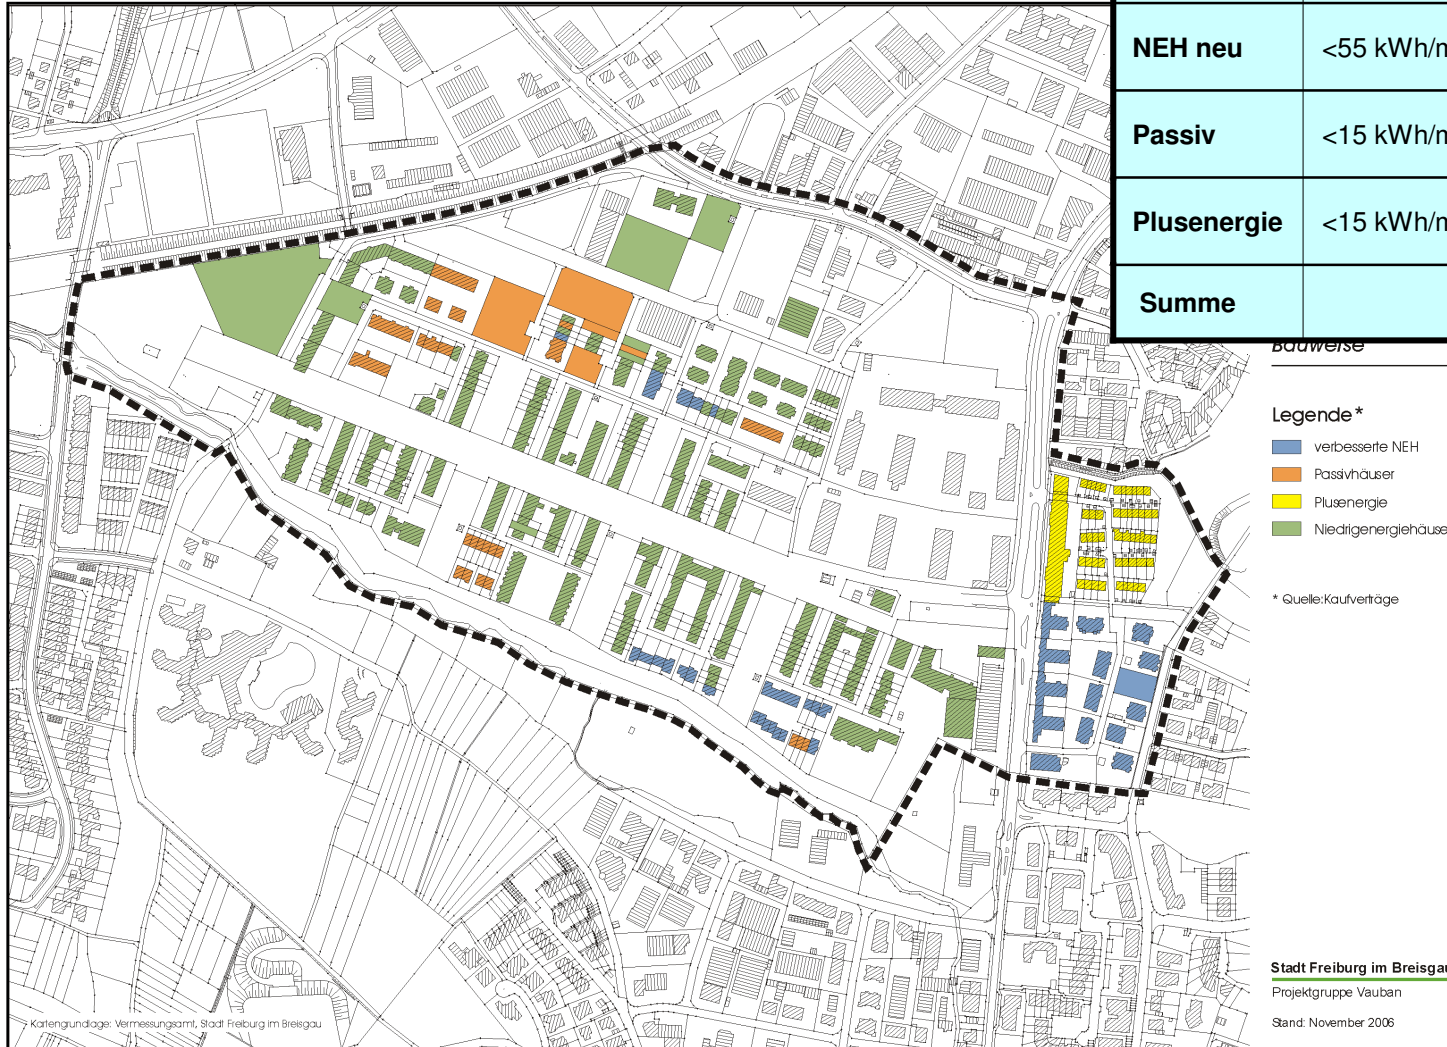 NEH neu <55 kWh/m
Passiv <15 kWh/m
Plusenergie <15 kWh/m
Summe
Bauweise
Legende*
verbesserte NEH
Passivhäuser
Plusenergie
Niedrigenergiehäuse
* Quelle:Kaufverträge
Stadt Freiburg im Breisgau
Projektgruppe Vauban
Stand: November 2006
Kartengrundlage: Vermessungsamt, Stadt Freiburg im Breisgau